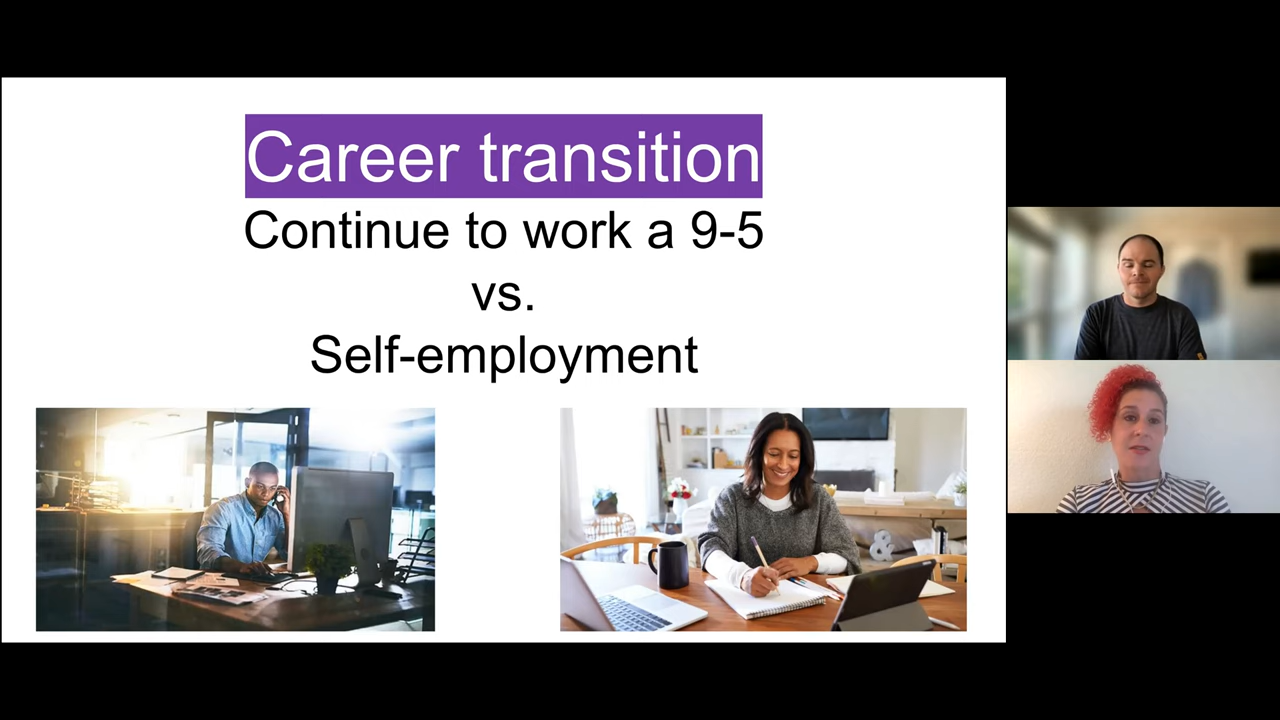 Career transition
Continue to work a 9-5
vs.
Self-employment
&